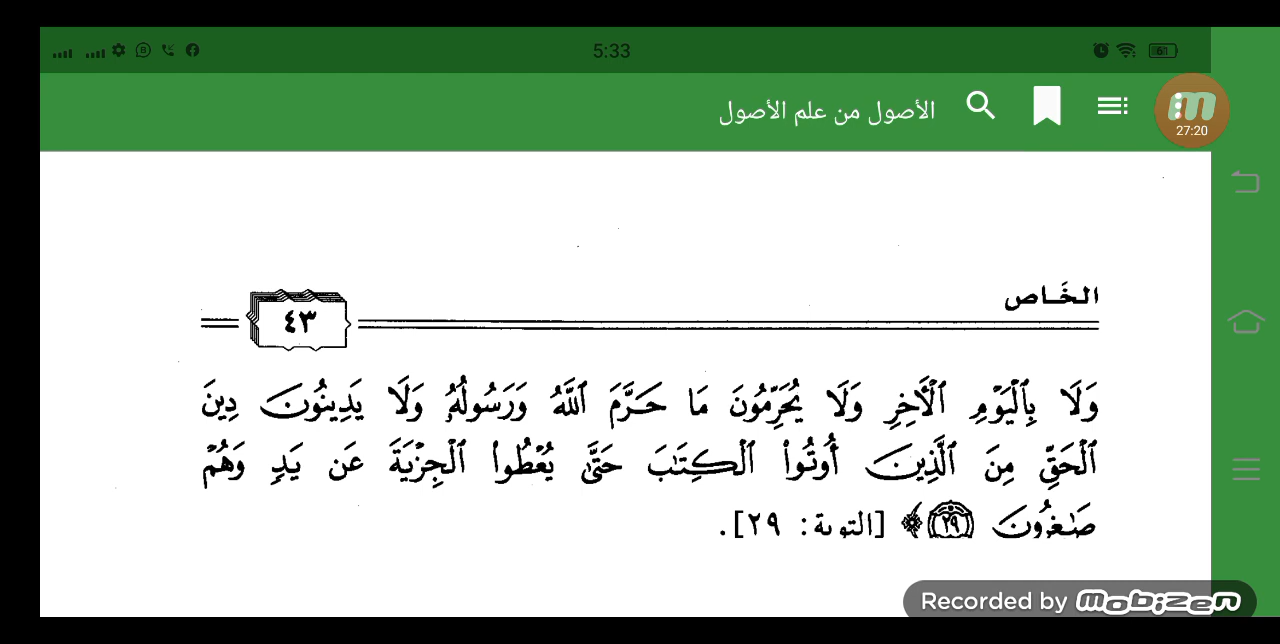 5:33
61
الأصول من علم الأصول
27:20
الخَاص
٤٣
وَلَا بِٱلْيَوْمِ ٱلْأَخِرِ وَلَا يُحَرِّمُونَ مَا حَرَّمَ ٱللَّهُ وَرَسُولُهُۥ وَلَا يَدِينُونَ دِينَ
ٱلْحَقِّ مِنَ ٱلَّذِينَ أُوتُوا۟ ٱلْكِتَٰبَ حَتَّىٰ يُعْطُوا۟ ٱلْجِزْيَةَ عَن يَدٍ وَهُمْ
صَٰغِرُونَ ٢٩﴾ [التوبة: ٢٩].
Recorded by mobizen